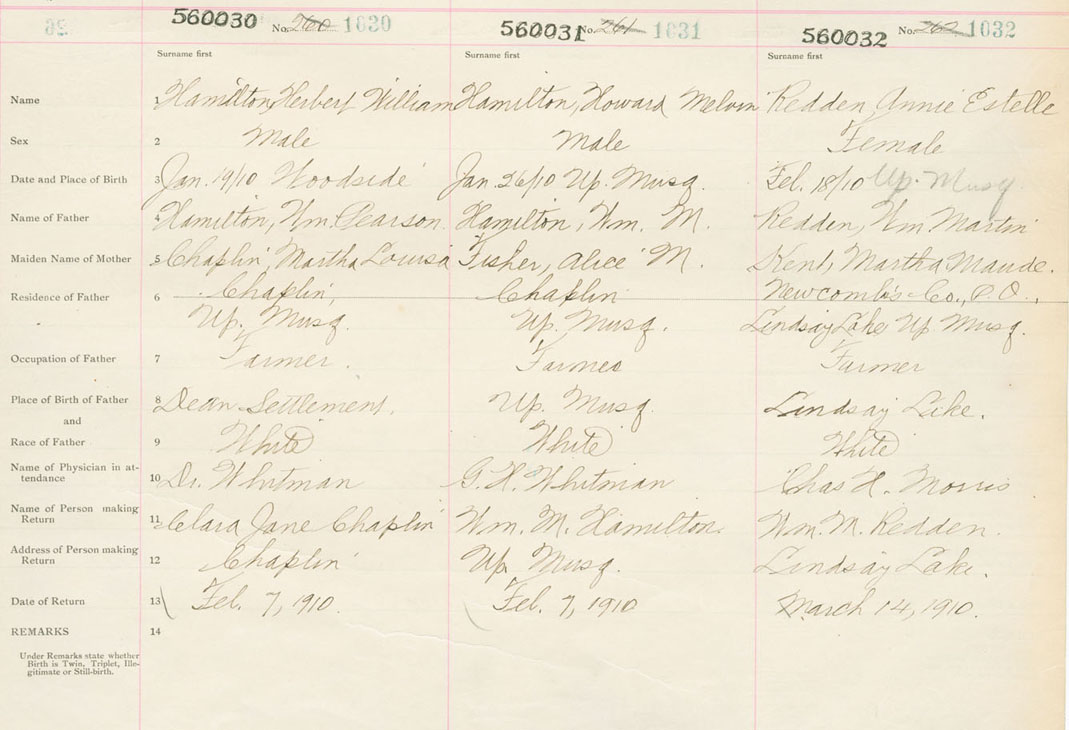 560030 No. 260 1030 560031 No. 261 1031 560032 No. 262 1032
Surname first Surname first Surname first
Name 1 Hamilton, Herbert William Hamilton, Howard Melvin Redden, Annie Estelle
Sex 2 Male Male Female
Date and Place of Birth 3 Jan. 19/10 Woodside Jan. 26/10 Up. Musq. Feb. 18/10 Up. Musq
Name of Father 4 Hamilton, Wm. Pearson. Hamilton, Wm. M. Redden, Wm Martin
Maiden Name of Mother 5 Chaplin, Martha Louisa Fisher, Alice M. Kent, Martha Maude.
Residence of Father 6 Chaplin, Chaplin Newcomb's Co., P.O.,
Up. Musq. Up. Musq. Lindsay Lake Up Musq.
Occupation of Father 7 Farmer. Farmer Farmer
Place of Birth of Father 8 Dean Settlement. Up. Musq. Lindsay Lake.
and
Race of Father 9 White White White
Name of Physician in at-
tendance 10 Dr. Whitman G. H. Whitman Chas H. Morris
Name of Person making
Return 11 Clara Jane Chaplin Wm. M. Hamilton. Wm. M. Redden.
Address of Person making
Return 12 Chaplin Up. Musq. Lindsay Lake.
Date of Return 13 Feb. 7, 1910. Feb. 7, 1910 March 14, 1910.
REMARKS 14
Under Remarks state whether
Birth is Twin, Triplet, Ille-
gitimate or Still-birth.